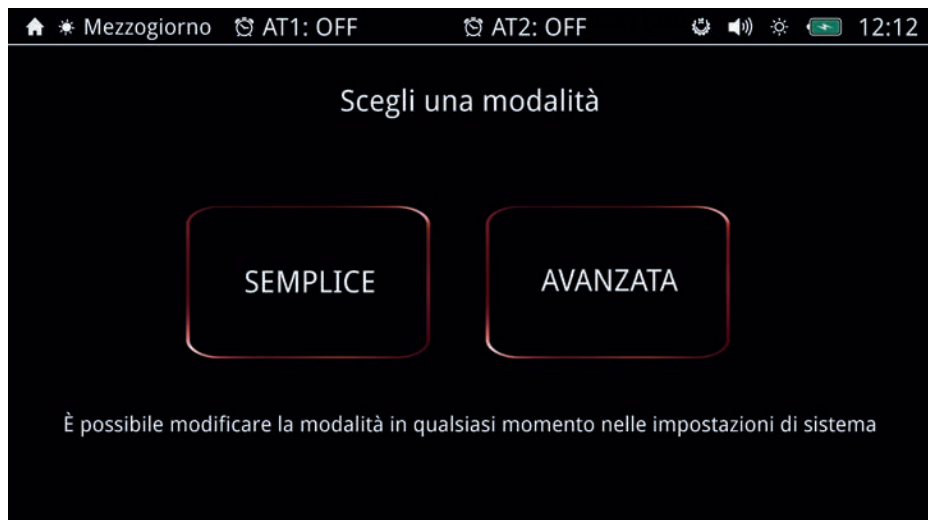 Mezzogiorno AT1: OFF AT2: OFF 12:12
Scegli una modalità
SEMPLICE AVANZATA
È possibile modificare la modalità in qualsiasi momento nelle impostazioni di sistema